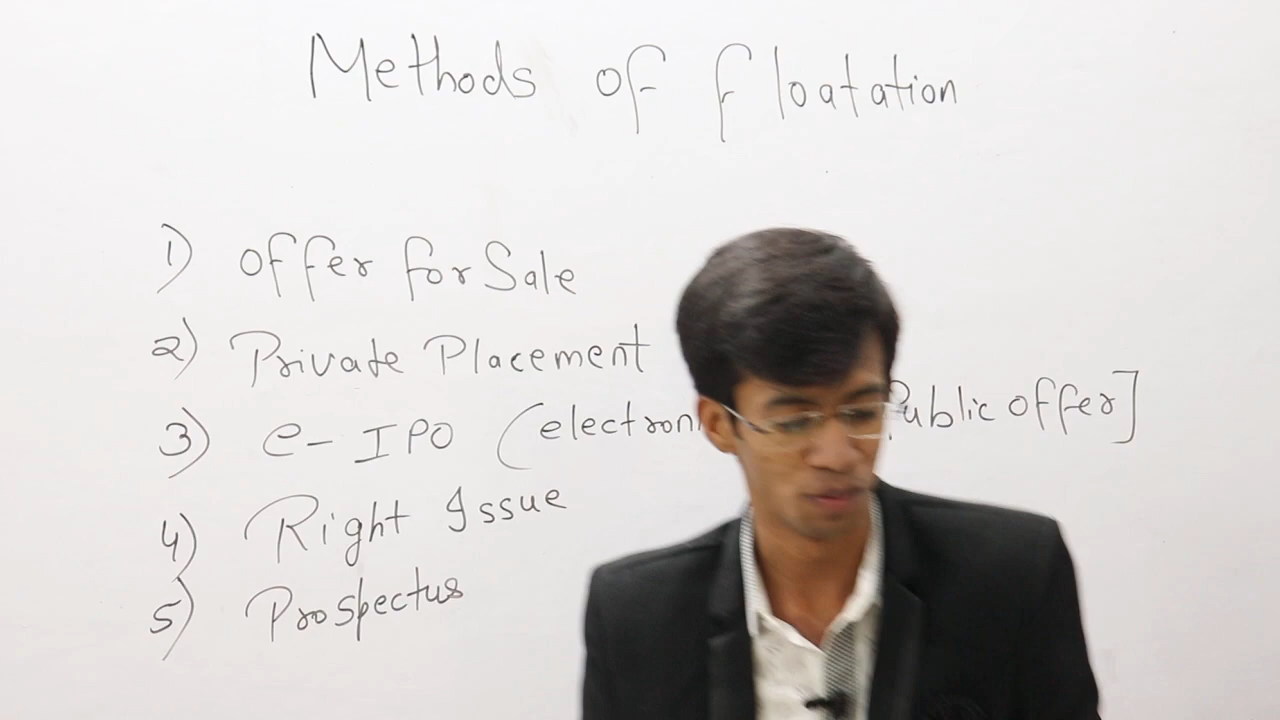 Methods of Floatation
1) Offer for Sale
2) Private Placement
3) e-IPO (electron Public offer]
4) Right Issue
5) Prospectus